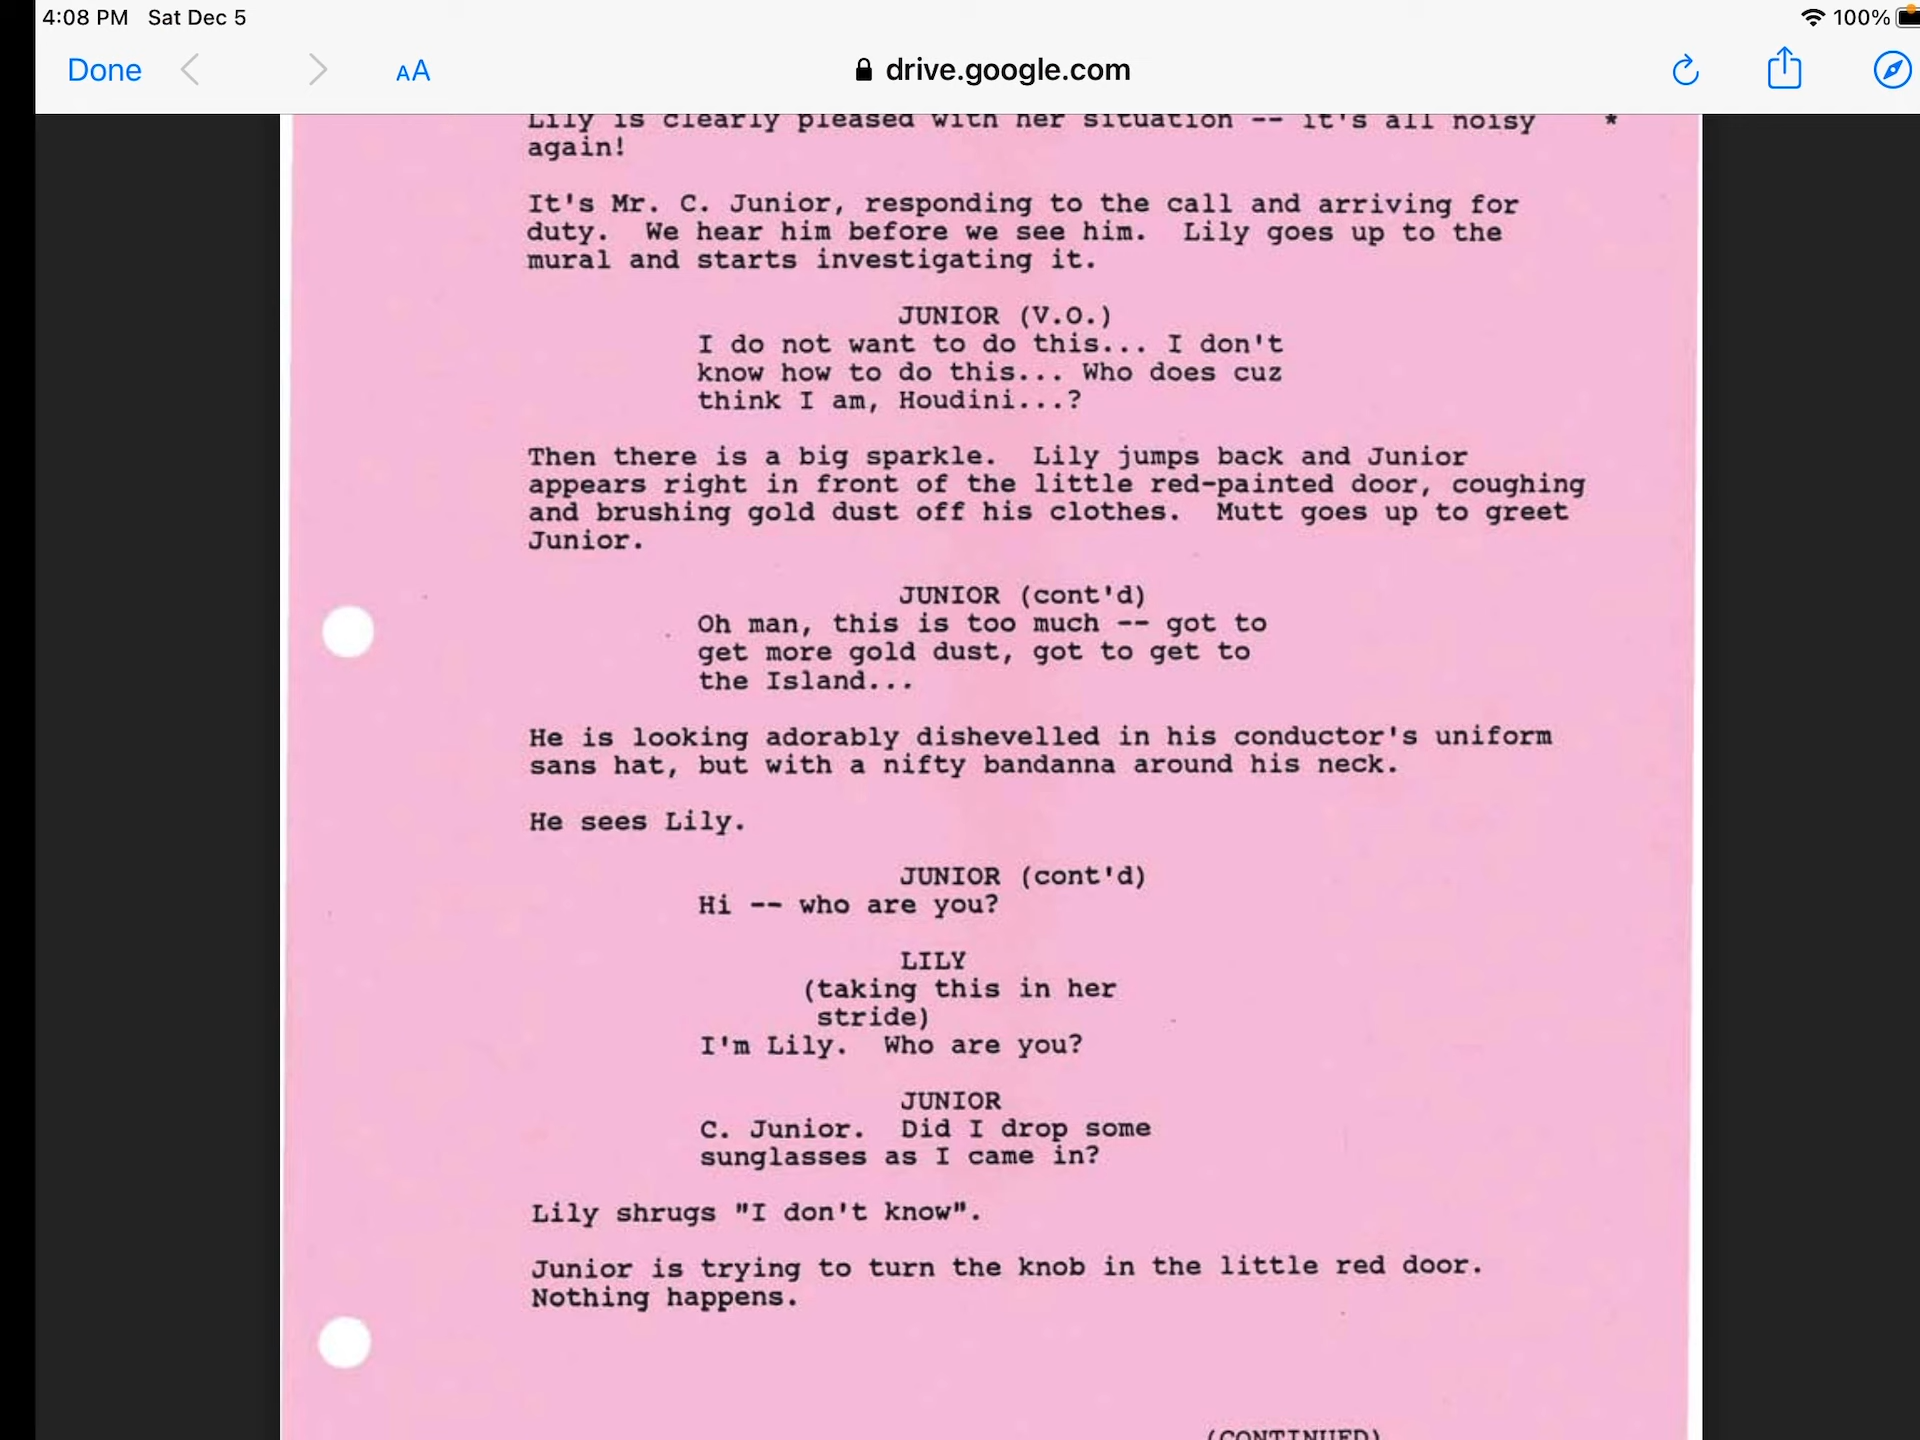 4:08 PM Sat Dec 5 100%
Done AA drive.google.com
Lily is clearly pleased with her situation -- it's all noisy *
again!
It's Mr. C. Junior, responding to the call and arriving for
duty. We hear him before we see him. Lily goes up to the
mural and starts investigating it.
JUNIOR (V.O.)
I do not want to do this... I don't
know how to do this... Who does cuz
think I am, Houdini...?
Then there is a big sparkle. Lily jumps back and Junior
appears right in front of the little red-painted door, coughing
and brushing gold dust off his clothes. Mutt goes up to greet
Junior.
JUNIOR (cont'd)
Oh man, this is too much -- got to
get more gold dust, got to get to
the Island...
He is looking adorably dishevelled in his conductor's uniform
sans hat, but with a nifty bandanna around his neck.
He sees Lily.
JUNIOR (cont'd)
Hi -- who are you?
LILY
(taking this in her
stride)
I'm Lily. Who are you?
JUNIOR
C. Junior. Did I drop some
sunglasses as I came in?
Lily shrugs "I don't know".
Junior is trying to turn the knob in the little red door.
Nothing happens.
(CONTINUED)